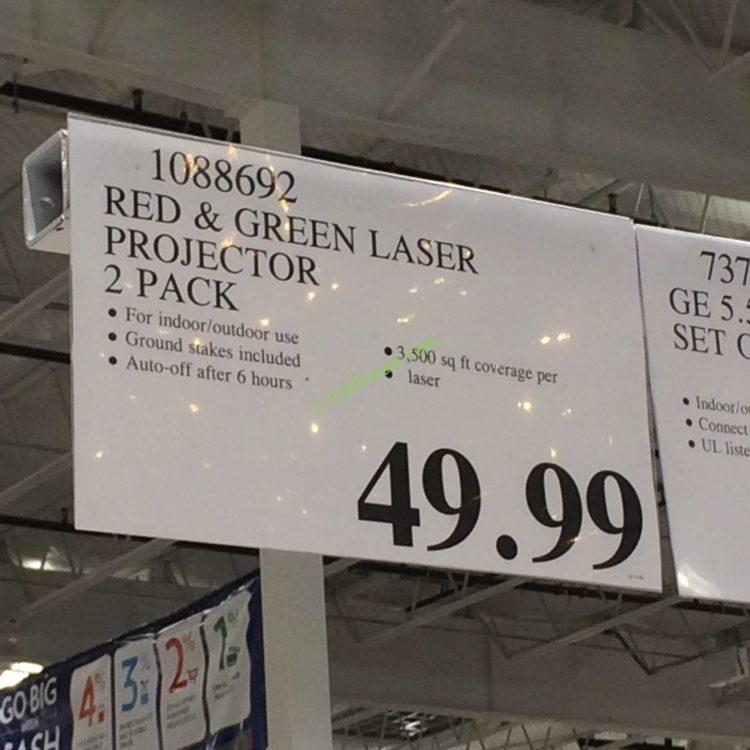 1088692
RED & GREEN LASER
PROJECTOR
2 PACK
• For indoor/outdoor use
• Ground stakes included
• Auto-off after 6 hours
• 3,500 sq ft coverage per
• laser
49.99
737
GE 5.5
SET
• Indoor/o
• Connect
• UL liste
GO BIG
4% 3% 2% 1%